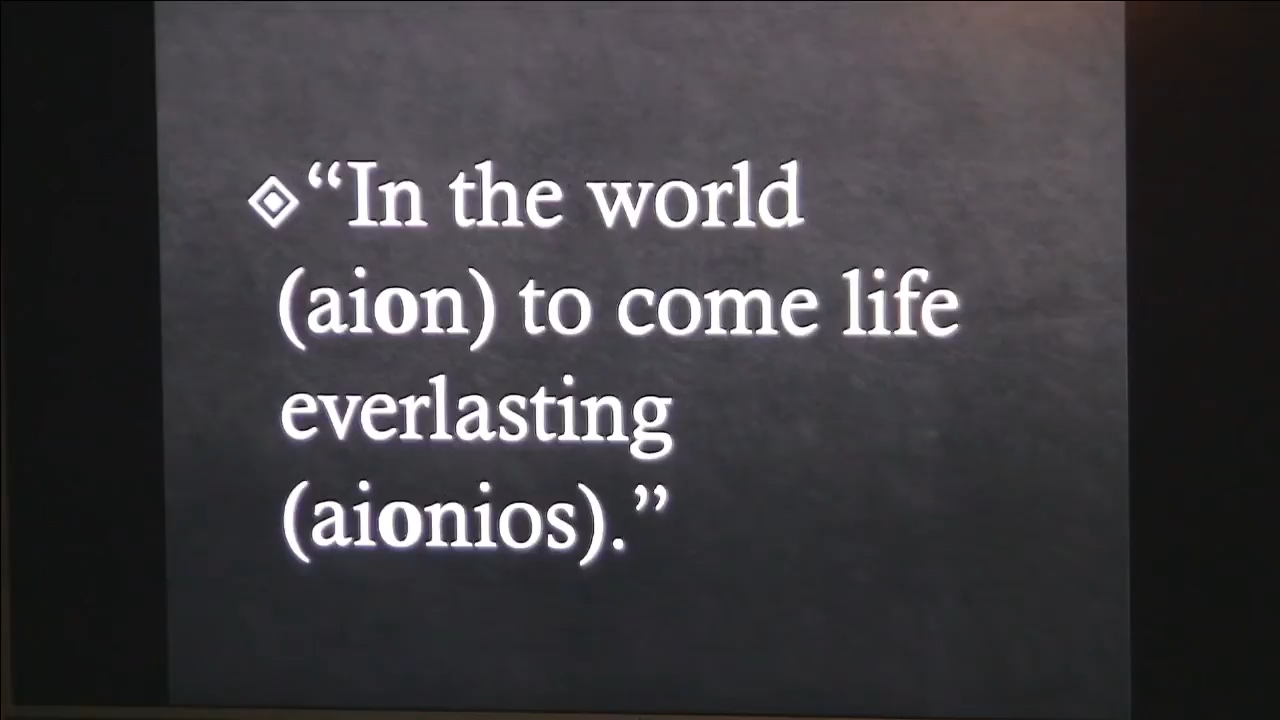 “In the world
(aion) to come life
everlasting
(aionios).”